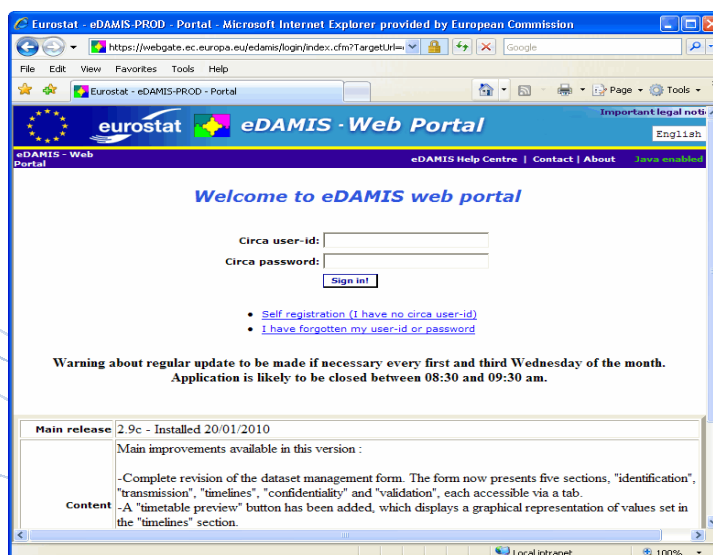 Eurostat - eDAMIS-PROD - Portal - Microsoft Internet Explorer provided by European Commission
https://webgate.ec.europa.eu/edamis/login/index.cfm?TargetUrl=
Google
File Edit View Favorites Tools Help
Eurostat - eDAMIS-PROD - Portal
Page Tools
Important legal noti
eurostat eDAMIS - Web Portal
English
eDAMIS - Web
Portal
eDAMIS Help Centre | Contact | About Java enabled
Welcome to eDAMIS web portal
Circa user-id:
Circa password:
Sign in!
• Self registration (I have no circa user-id)
• I have forgotten my user-id or password
Warning about regular update to be made if necessary every first and third Wednesday of the month.
Application is likely to be closed between 08:30 and 09:30 am.
Main release 2.9c - Installed 20/01/2010
Main improvements available in this version :
-Complete revision of the dataset management form. The form now presents five sections, "identification",
"transmission", "timelines", "confidentiality" and "validation", each accessible via a tab.
Content -A "timetable preview" button has been added, which displays a graphical representation of values set in
the "timelines" section.
Local intranet 100%